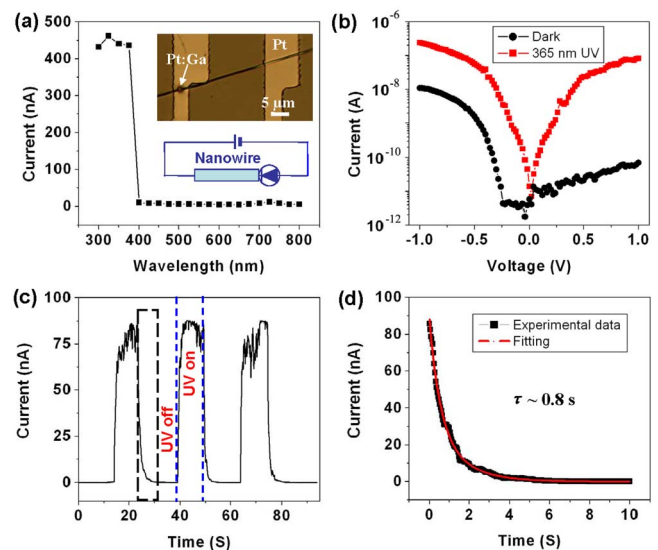 (a)
500
400
300
200
100
0
Current (nA)
300 400 500 600 700 800
Wavelength (nm)
Pt:Ga
Pt
5 μm
Nanowire
(b)
10⁻⁶
10⁻⁸
10⁻¹⁰
10⁻¹²
Current (A)
Dark
365 nm UV
-1.0 -0.5 0.0 0.5 1.0
Voltage (V)
(c)
100
75
50
25
0
Current (nA)
UV off
UV on
0 20 40 60 80
Time (S)
(d)
100
80
60
40
20
0
Current (nA)
Experimental data
Fitting
τ ~ 0.8 s
0 2 4 6 8 10
Time (S)